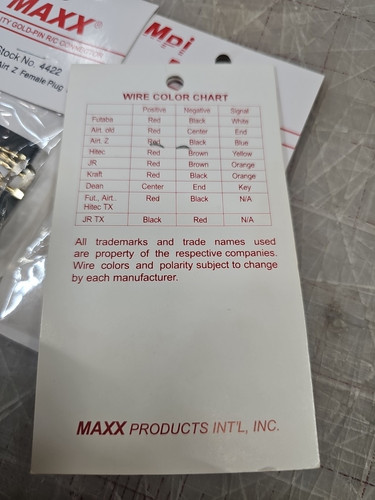 MAXX®
ITY GOLD-PIN R/C CONNECTOR
Stock No. 4422
Airt. Z Female Plug
Mpi
WIRE COLOR CHART
Positive Negative Signal
Futaba Red Black White
Airt. old Red Center End
Airt. Z Red Black Blue
Hitec Red Brown Yellow
JR Red Brown Orange
Kraft Red Black Orange
Dean Center End Key
Fut., Airt., Red Black N/A
Hitec TX
JR TX Black Red N/A
All trademarks and trade names used
are property of the respective companies.
Wire colors and polarity subject to change
by each manufacturer.
MAXX PRODUCTS INT'L, INC.